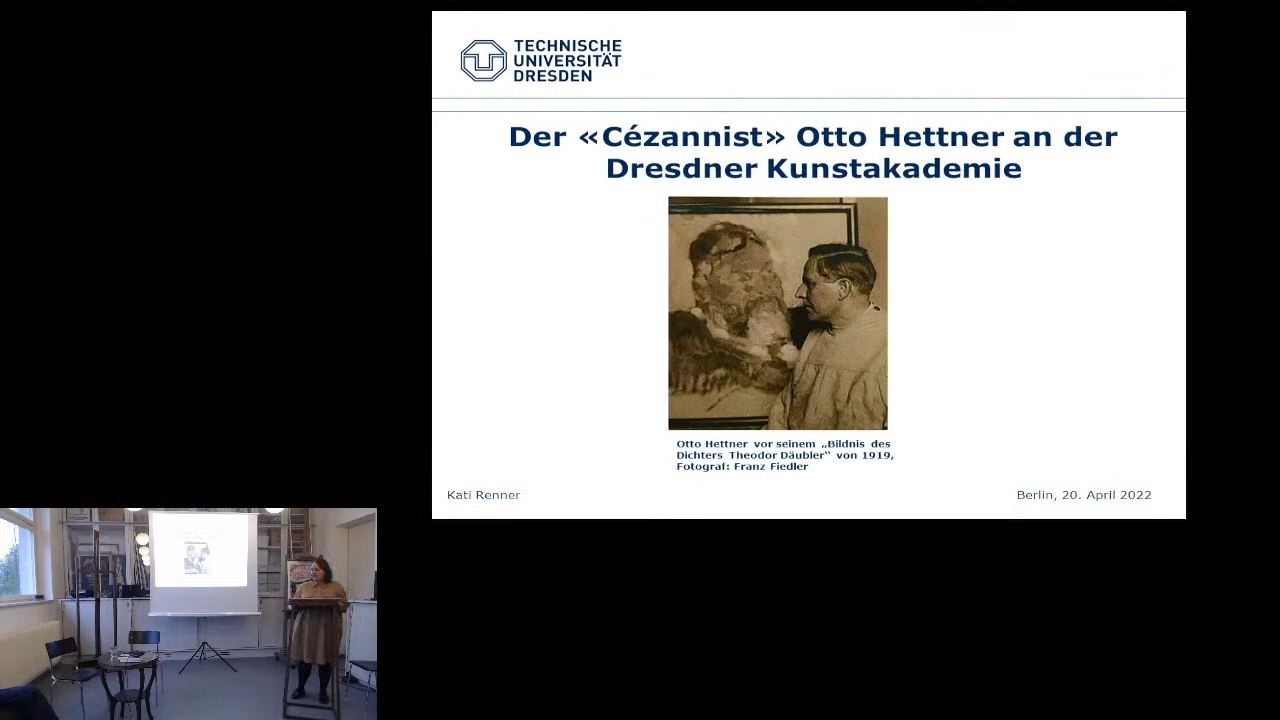 TECHNISCHE
UNIVERSITÄT
DRESDEN
Der «Cézannist» Otto Hettner an der
Dresdner Kunstakademie
Otto Hettner vor seinem „Bildnis des
Dichters Theodor Däubler“ von 1919,
Fotograf: Franz Fiedler
Kati Renner
Berlin, 20. April 2022